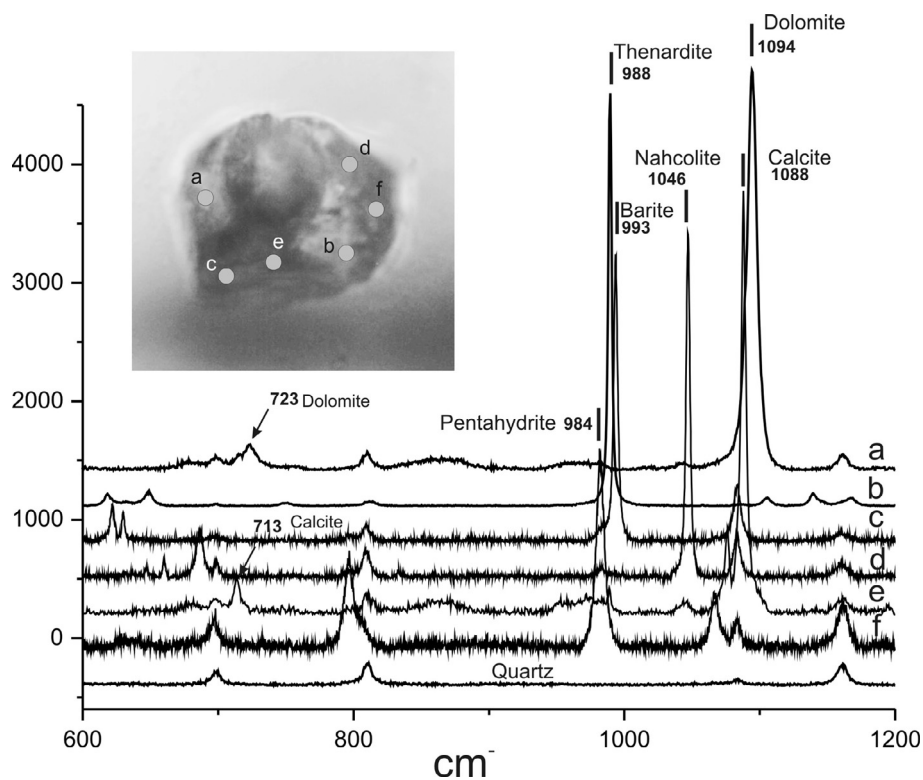 Dolomite
1094
Thenardite
988
Nahcolite
1046
Calcite
1088
Barite
993
4000
3000
2000
1000
0
a
d
f
e
b
c
723 Dolomite
Pentahydrite 984
a
b
c
713 Calcite
d
e
f
Quartz
600
800
1000
1200
cm-